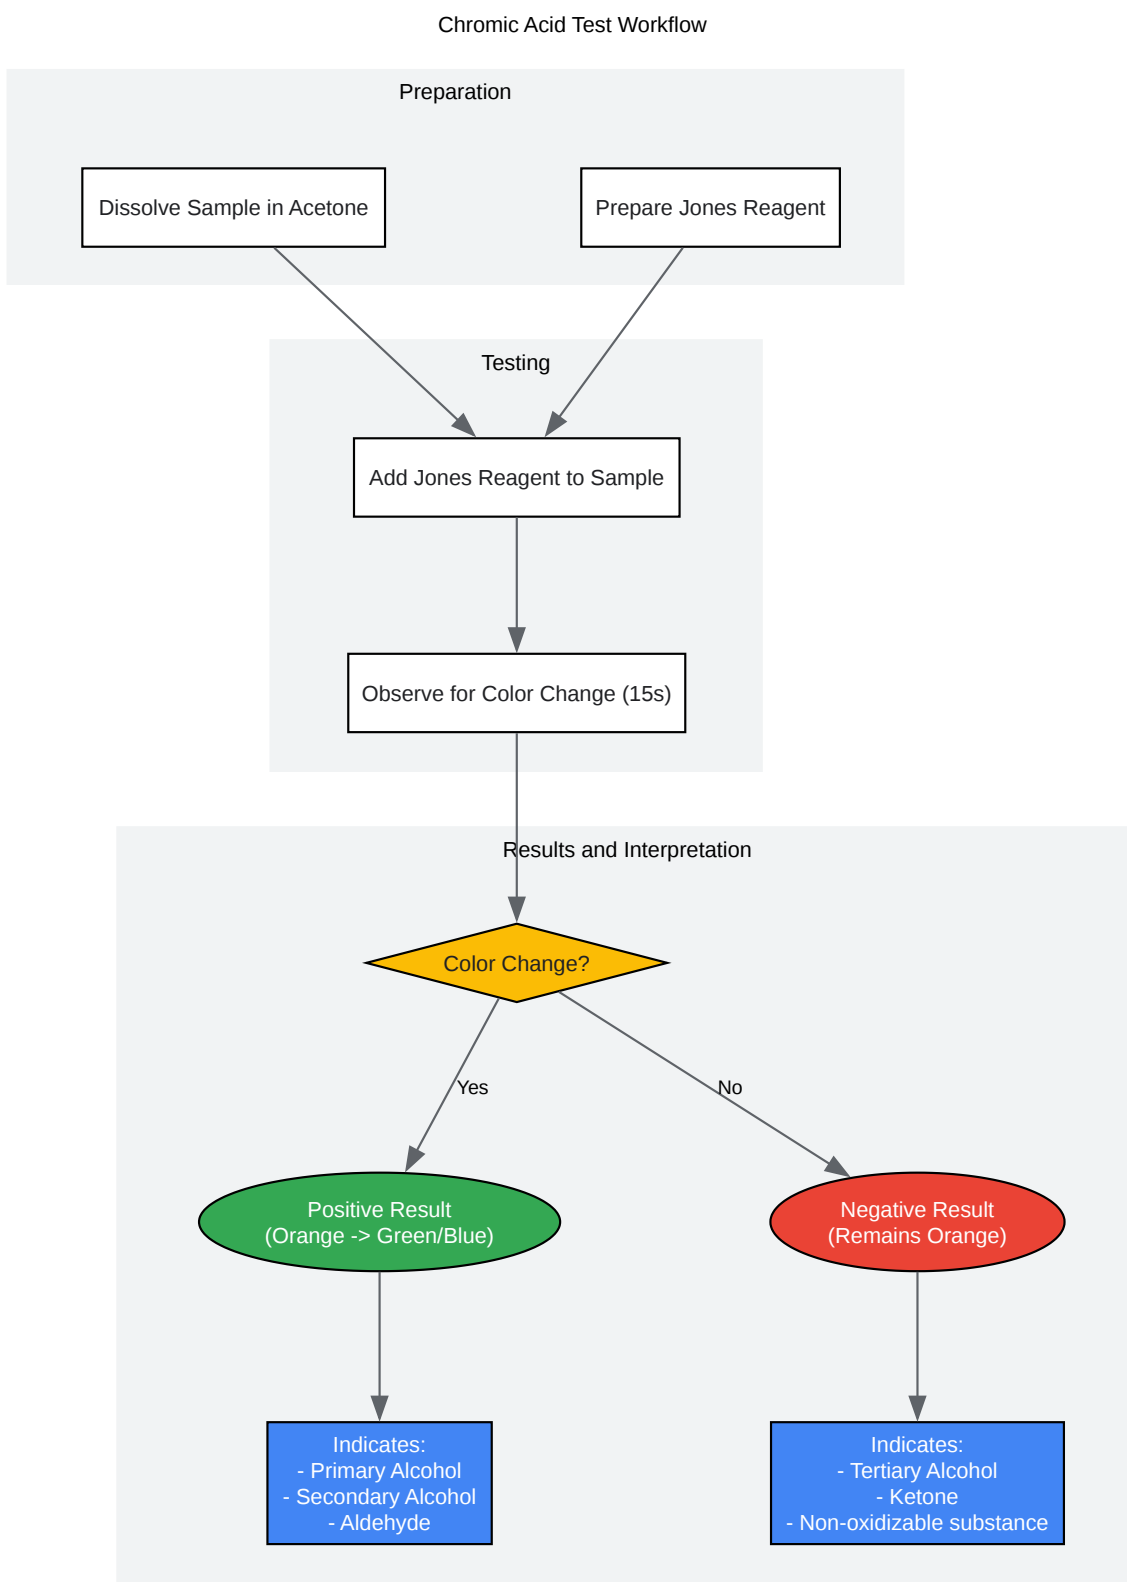 Chromic Acid Test Workflow
Preparation
Dissolve Sample in Acetone
Prepare Jones Reagent
Testing
Add Jones Reagent to Sample
Observe for Color Change (15s)
Results and Interpretation
Color Change?
Yes
No
Positive Result
(Orange -> Green/Blue)
Negative Result
(Remains Orange)
Indicates:
- Primary Alcohol
- Secondary Alcohol
- Aldehyde
Indicates:
- Tertiary Alcohol
- Ketone
- Non-oxidizable substance